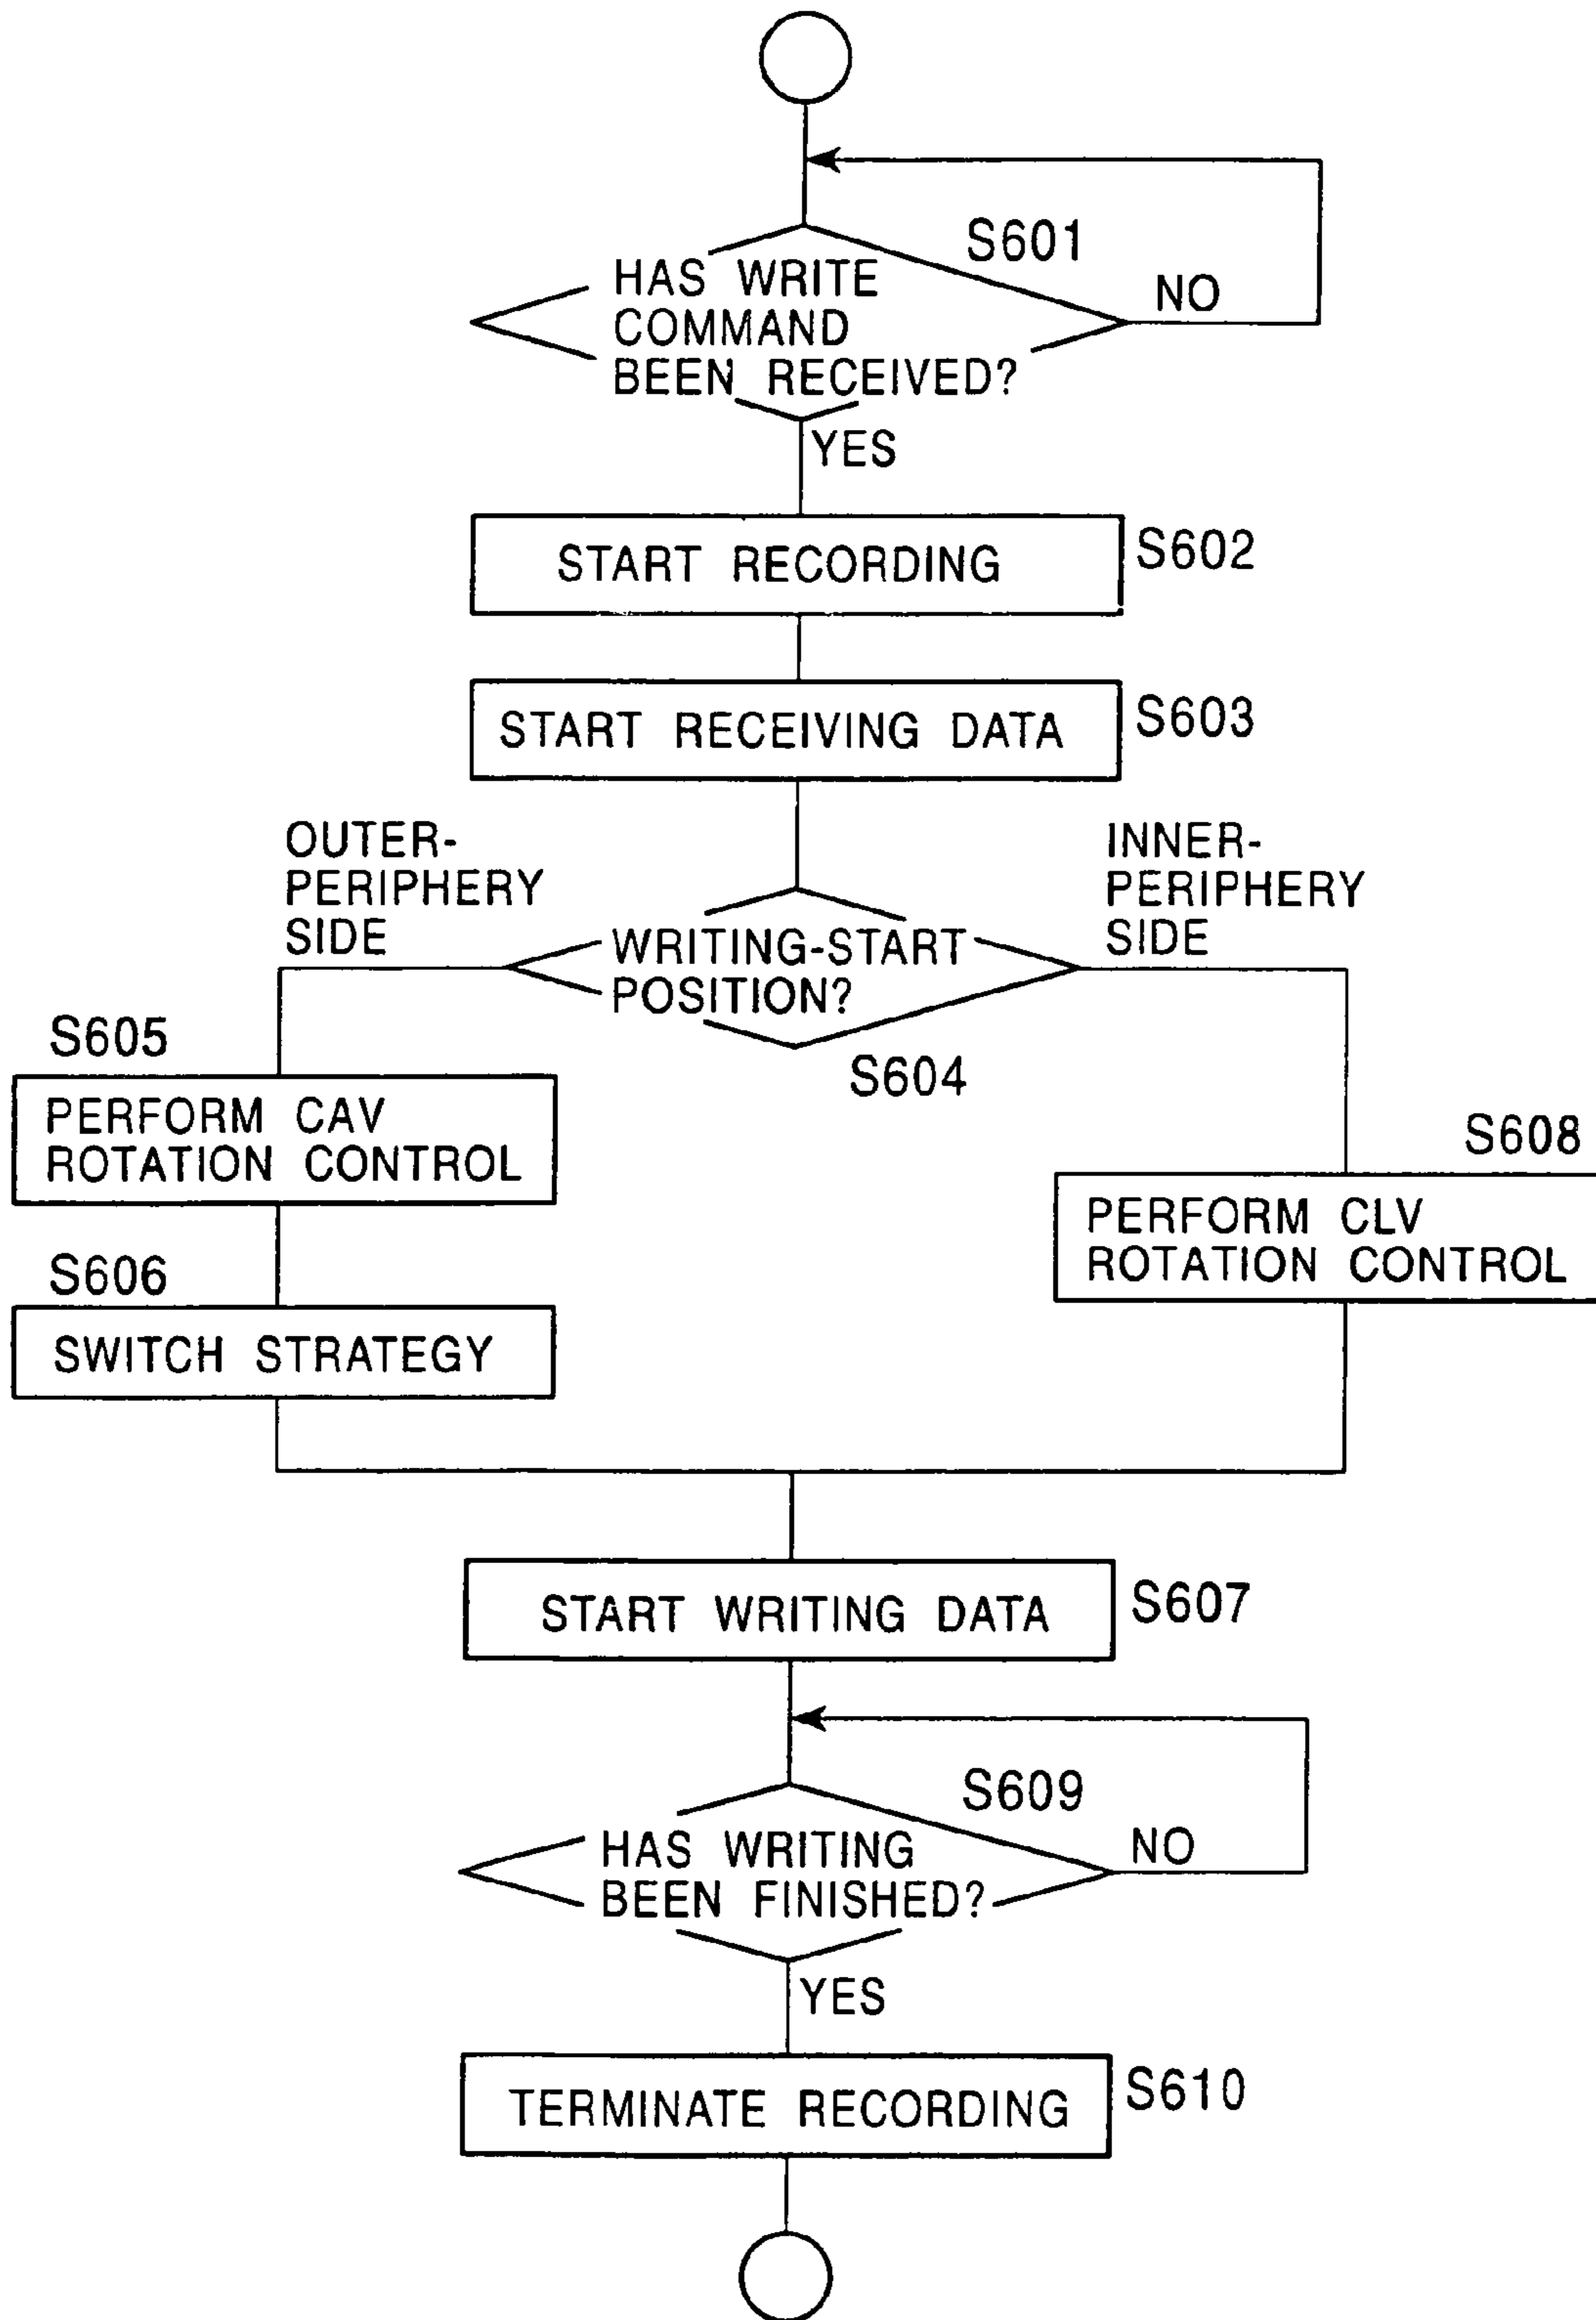 S601
HAS WRITE
COMMAND
BEEN RECEIVED?
NO
YES
START RECORDING
S602
START RECEIVING DATA
S603
OUTER-
PERIPHERY
SIDE
INNER-
PERIPHERY
SIDE
WRITING-START
POSITION?
S604
S605
PERFORM CAV
ROTATION CONTROL
S608
PERFORM CLV
ROTATION CONTROL
S606
SWITCH STRATEGY
START WRITING DATA
S607
S609
HAS WRITING
BEEN FINISHED?
NO
YES
TERMINATE RECORDING
S610